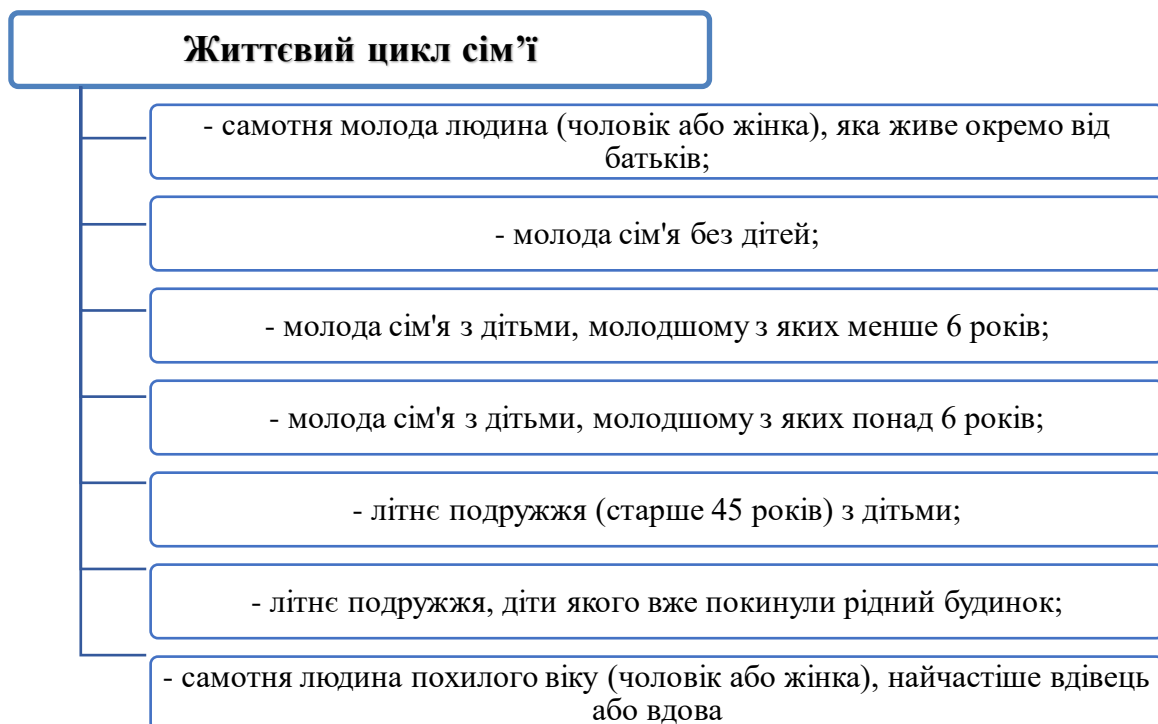 Життєвий цикл сім’ї
- самотня молода людина (чоловік або жінка), яка живе окремо від
батьків;
- молода сім'я без дітей;
- молода сім'я з дітьми, молодшому з яких менше 6 років;
- молода сім'я з дітьми, молодшому з яких понад 6 років;
- літнє подружжя (старше 45 років) з дітьми;
- літнє подружжя, діти якого вже покинули рідний будинок;
- самотня людина похилого віку (чоловік або жінка), найчастіше вдівець
або вдова